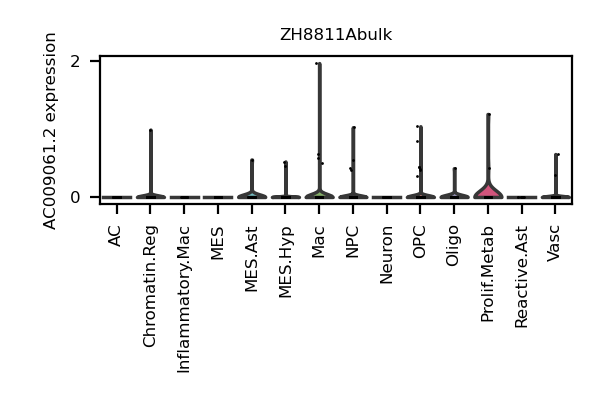 ZH8811Abulk
AC009061.2 expression
2
0
AC
Chromatin.Reg
Inflammatory.Mac
MES
MES.Ast
MES.Hyp
Mac
NPC
Neuron
OPC
Oligo
Prolif.Metab
Reactive.Ast
Vasc